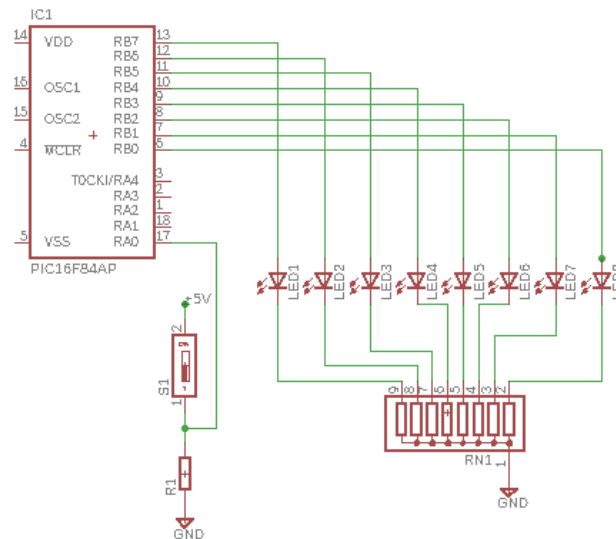 IC1
14 VDD RB7 13
RB6 12
RB5 11
16 OSC1 RB4 10
RB3 9
15 OSC2 RB2 8
RB1 7
4 MCLR RB0 6
T0CKI/RA4 3
RA3 2
RA2 1
RA1 18
5 VSS RA0 17
PIC16F84AP
LED1
LED2
LED3
LED4
LED5
LED6
LED7
LED8
+5V
2
S1
1
9 8 7 6 5 4 3 2
RN1 1
R1
GND
GND